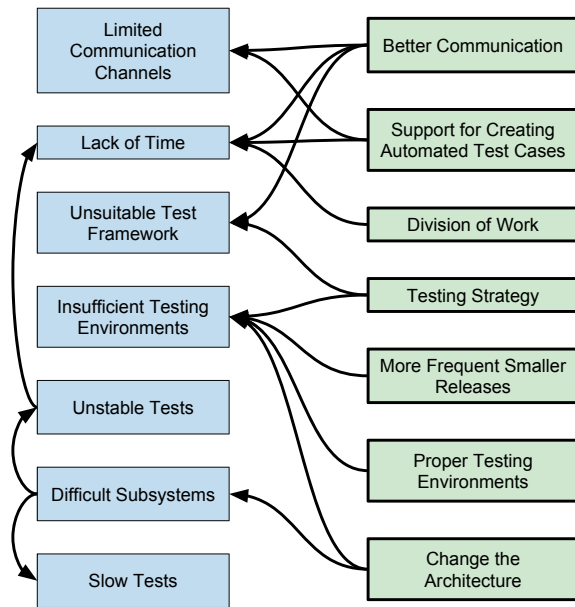 Limited
Communication
Channels
Lack of Time
Unsuitable Test
Framework
Insufficient Testing
Environments
Unstable Tests
Difficult Subsystems
Slow Tests
Better Communication
Support for Creating
Automated Test Cases
Division of Work
Testing Strategy
More Frequent Smaller
Releases
Proper Testing
Environments
Change the
Architecture